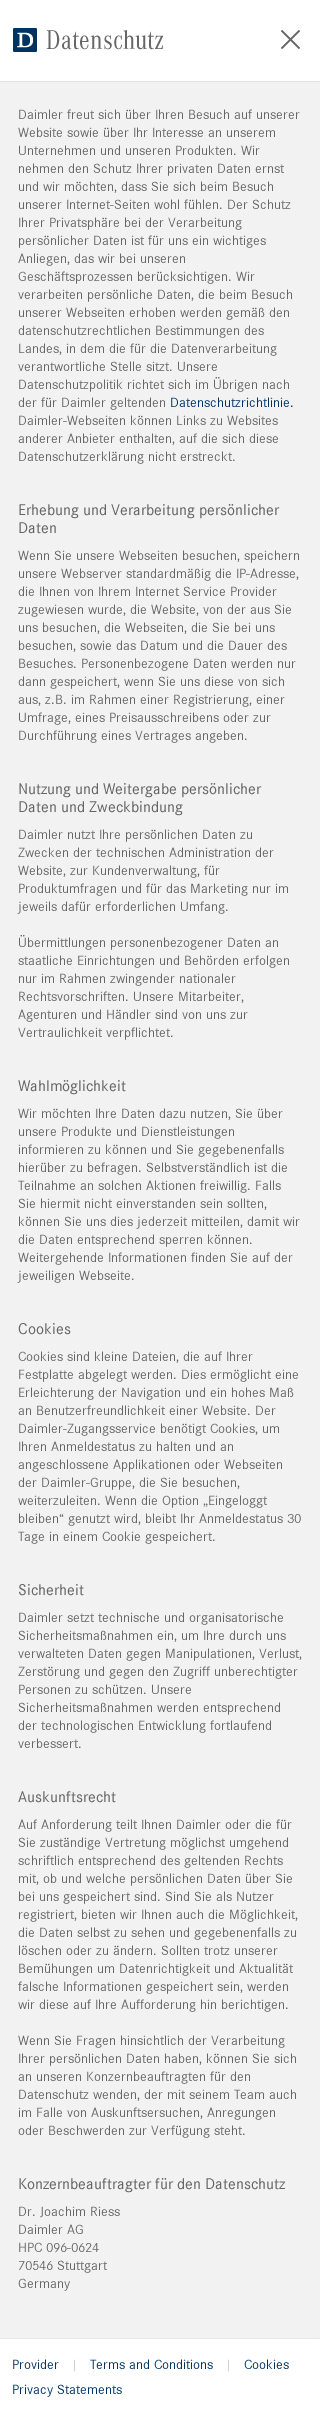 D Datenschutz
Daimler freut sich über Ihren Besuch auf unserer
Website sowie über Ihr Interesse an unserem
Unternehmen und unseren Produkten. Wir
nehmen den Schutz Ihrer privaten Daten ernst
und wir möchten, dass Sie sich beim Besuch
unserer Internet-Seiten wohl fühlen. Der Schutz
Ihrer Privatsphäre bei der Verarbeitung
persönlicher Daten ist für uns ein wichtiges
Anliegen, das wir bei unseren
Geschäftsprozessen berücksichtigen. Wir
verarbeiten persönliche Daten, die beim Besuch
unserer Webseiten erhoben werden gemäß den
datenschutzrechtlichen Bestimmungen des
Landes, in dem die für die Datenverarbeitung
verantwortliche Stelle sitzt. Unsere
Datenschutzpolitik richtet sich im Übrigen nach
der für Daimler geltenden Datenschutzrichtlinie.
Daimler-Webseiten können Links zu Websites
anderer Anbieter enthalten, auf die sich diese
Datenschutzerklärung nicht erstreckt.
Erhebung und Verarbeitung persönlicher
Daten
Wenn Sie unsere Webseiten besuchen, speichern
unsere Webserver standardmäßig die IP-Adresse,
die Ihnen von Ihrem Internet Service Provider
zugewiesen wurde, die Website, von der aus Sie
uns besuchen, die Webseiten, die Sie bei uns
besuchen, sowie das Datum und die Dauer des
Besuches. Personenbezogene Daten werden nur
dann gespeichert, wenn Sie uns diese von sich
aus, z.B. im Rahmen einer Registrierung, einer
Umfrage, eines Preisausschreibens oder zur
Durchführung eines Vertrages angeben.
Nutzung und Weitergabe persönlicher
Daten und Zweckbindung
Daimler nutzt Ihre persönlichen Daten zu
Zwecken der technischen Administration der
Website, zur Kundenverwaltung, für
Produktumfragen und für das Marketing nur im
jeweils dafür erforderlichen Umfang.
Übermittlungen personenbezogener Daten an
staatliche Einrichtungen und Behörden erfolgen
nur im Rahmen zwingender nationaler
Rechtsvorschriften. Unsere Mitarbeiter,
Agenturen und Händler sind von uns zur
Vertraulichkeit verpflichtet.
Wahlmöglichkeit
Wir möchten Ihre Daten dazu nutzen, Sie über
unsere Produkte und Dienstleistungen
informieren zu können und Sie gegebenenfalls
hierüber zu befragen. Selbstverständlich ist die
Teilnahme an solchen Aktionen freiwillig. Falls
Sie hiermit nicht einverstanden sein sollten,
können Sie uns dies jederzeit mitteilen, damit wir
die Daten entsprechend sperren können.
Weitergehende Informationen finden Sie auf der
jeweiligen Webseite.
Cookies
Cookies sind kleine Dateien, die auf Ihrer
Festplatte abgelegt werden. Dies ermöglicht eine
Erleichterung der Navigation und ein hohes Maß
an Benutzerfreundlichkeit einer Website. Der
Daimler-Zugangsservice benötigt Cookies, um
Ihren Anmeldestatus zu halten und an
angeschlossene Applikationen oder Webseiten
der Daimler-Gruppe, die Sie besuchen,
weiterzuleiten. Wenn die Option „Eingeloggt
bleiben“ genutzt wird, bleibt Ihr Anmeldestatus 30
Tage in einem Cookie gespeichert.
Sicherheit
Daimler setzt technische und organisatorische
Sicherheitsmaßnahmen ein, um Ihre durch uns
verwalteten Daten gegen Manipulationen, Verlust,
Zerstörung und gegen den Zugriff unberechtigter
Personen zu schützen. Unsere
Sicherheitsmaßnahmen werden entsprechend
der technologischen Entwicklung fortlaufend
verbessert.
Auskunftsrecht
Auf Anforderung teilt Ihnen Daimler oder die für
Sie zuständige Vertretung möglichst umgehend
schriftlich entsprechend des geltenden Rechts
mit, ob und welche persönlichen Daten über Sie
bei uns gespeichert sind. Sind Sie als Nutzer
registriert, bieten wir Ihnen auch die Möglichkeit,
die Daten selbst zu sehen und gegebenenfalls zu
löschen oder zu ändern. Sollten trotz unserer
Bemühungen um Datenrichtigkeit und Aktualität
falsche Informationen gespeichert sein, werden
wir diese auf Ihre Aufforderung hin berichtigen.
Wenn Sie Fragen hinsichtlich der Verarbeitung
Ihrer persönlichen Daten haben, können Sie sich
an unseren Konzernbeauftragten für den
Datenschutz wenden, der mit seinem Team auch
im Falle von Auskunftsersuchen, Anregungen
oder Beschwerden zur Verfügung steht.
Konzernbeauftragter für den Datenschutz
Dr. Joachim Riess
Daimler AG
HPC 096-0624
70546 Stuttgart
Germany
Provider | Terms and Conditions | Cookies
Privacy Statements